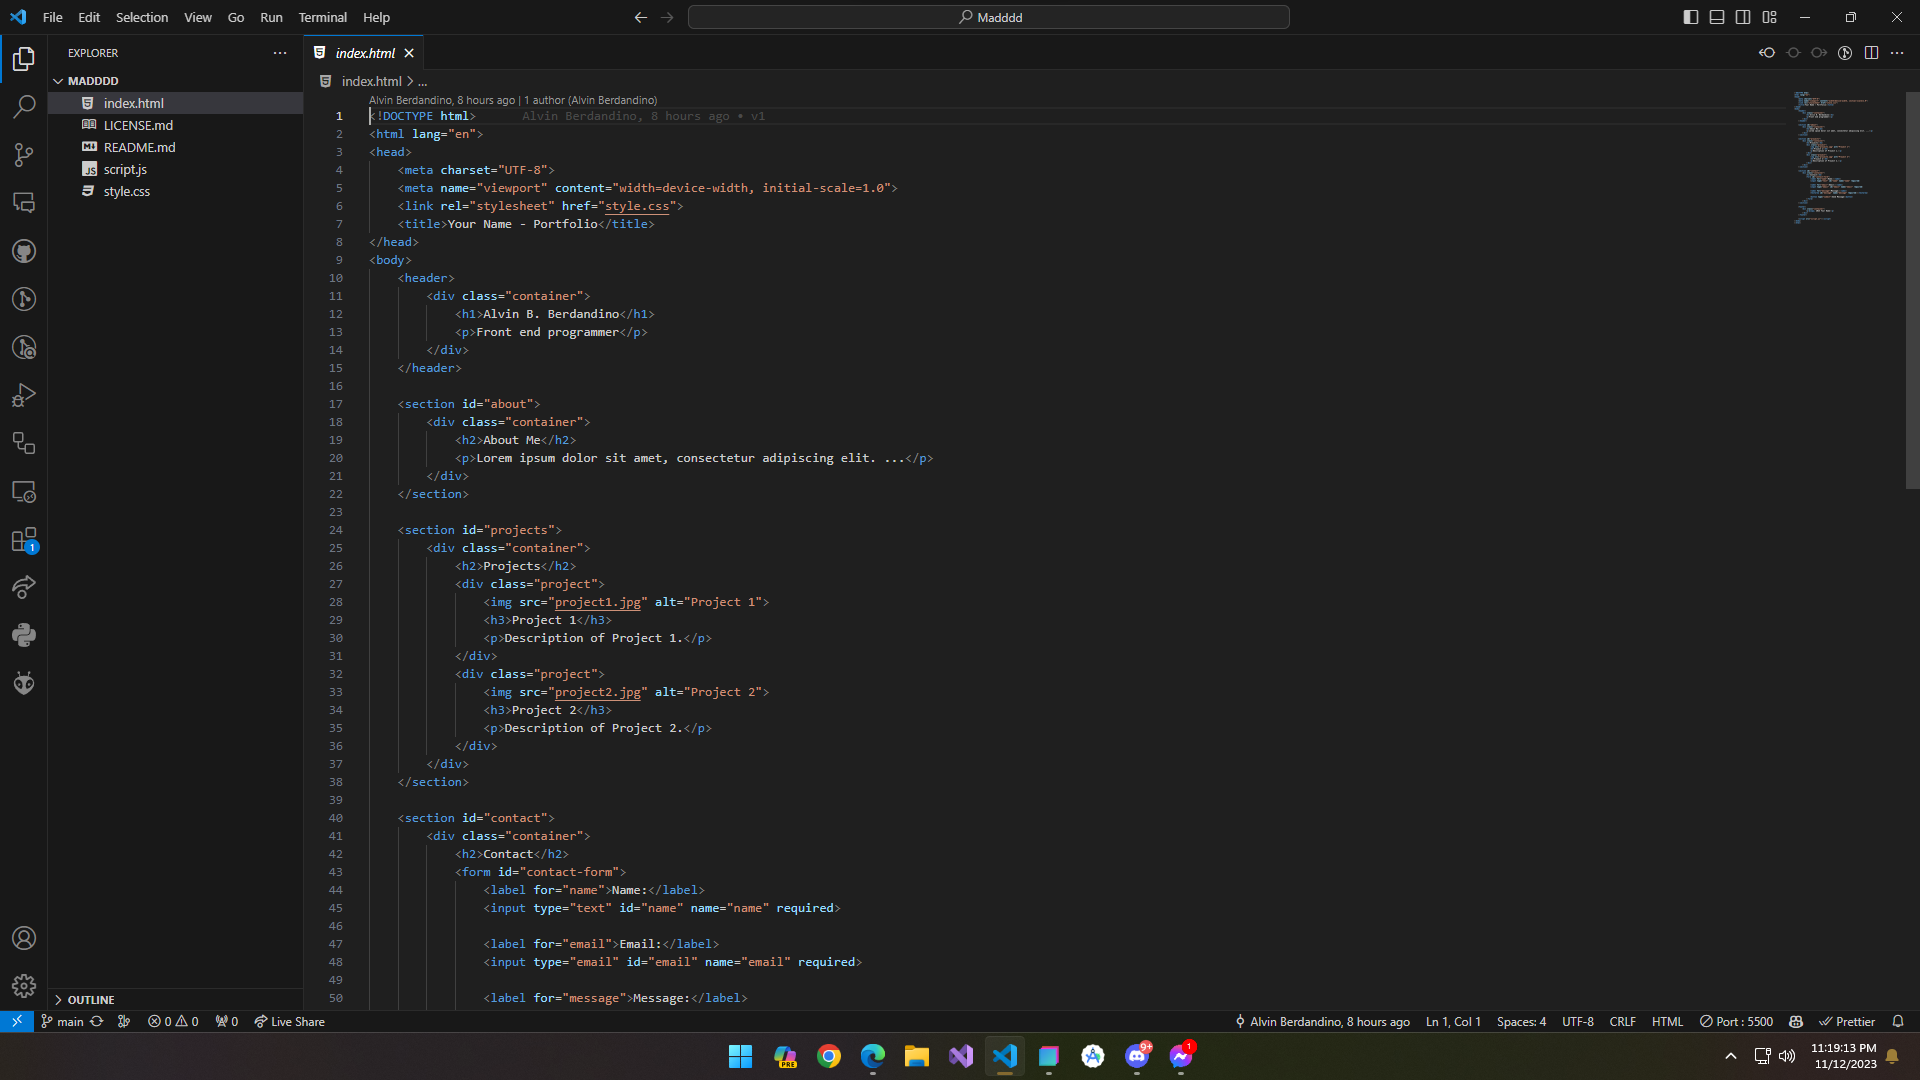 File Edit Selection View Go Run Terminal Help
Madddd
EXPLORER
MADDDD
index.html
LICENSE.md
README.md
script.js
style.css
OUTLINE
index.html
index.html > ...
Alvin Berdandino, 8 hours ago | 1 author (Alvin Berdandino)
1 <!DOCTYPE html> Alvin Berdandino, 8 hours ago • v1
2 <html lang="en">
3 <head>
4 <meta charset="UTF-8">
5 <meta name="viewport" content="width=device-width, initial-scale=1.0">
6 <link rel="stylesheet" href="style.css">
7 <title>Your Name - Portfolio</title>
8 </head>
9 <body>
10 <header>
11 <div class="container">
12 <h1>Alvin B. Berdandino</h1>
13 <p>Front end programmer</p>
14 </div>
15 </header>
16
17 <section id="about">
18 <div class="container">
19 <h2>About Me</h2>
20 <p>Lorem ipsum dolor sit amet, consectetur adipiscing elit. ...</p>
21 </div>
22 </section>
23
24 <section id="projects">
25 <div class="container">
26 <h2>Projects</h2>
27 <div class="project">
28 <img src="project1.jpg" alt="Project 1">
29 <h3>Project 1</h3>
30 <p>Description of Project 1.</p>
31 </div>
32 <div class="project">
33 <img src="project2.jpg" alt="Project 2">
34 <h3>Project 2</h3>
35 <p>Description of Project 2.</p>
36 </div>
37 </div>
38 </section>
39
40 <section id="contact">
41 <div class="container">
42 <h2>Contact</h2>
43 <form id="contact-form">
44 <label for="name">Name:</label>
45 <input type="text" id="name" name="name" required>
46
47 <label for="email">Email:</label>
48 <input type="email" id="email" name="email" required>
49
50 <label for="message">Message:</label>
1
main 0 0 0 Live Share
Alvin Berdandino, 8 hours ago Ln 1, Col 1 Spaces: 4 UTF-8 CRLF HTML Port : 5500 Prettier
PRE
9+
1
11:19:13 PM
11/12/2023